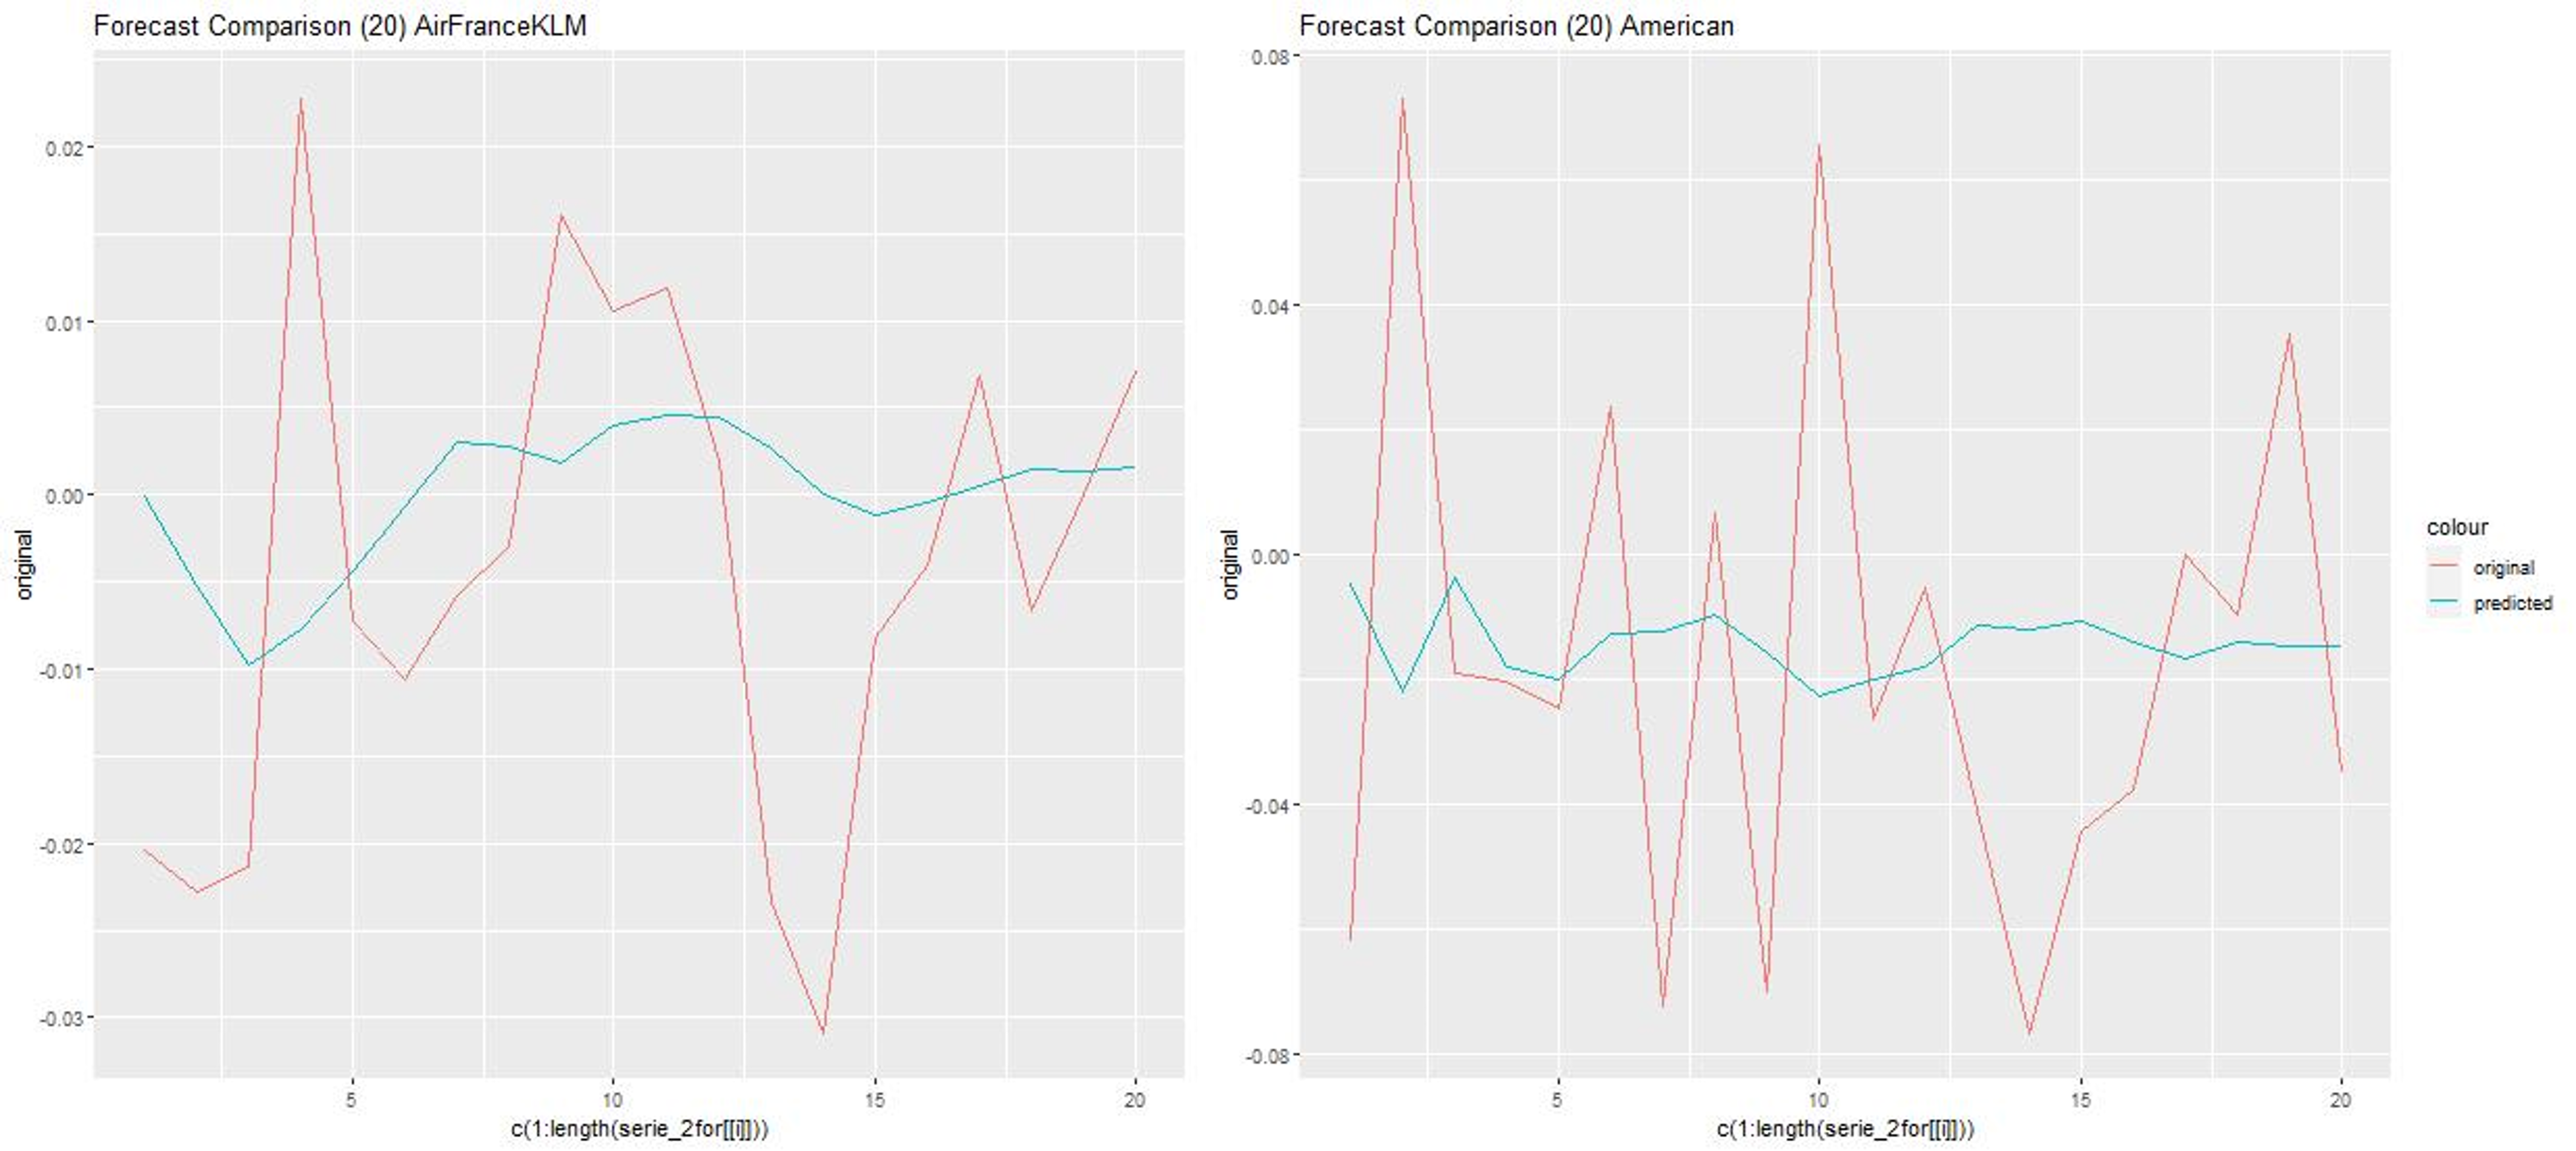 Forecast Comparison (20) AirFranceKLM
0.02
0.01
0.00
-0.01
-0.02
-0.03
original
5
10
15
20
c(1:length(serie_2for[[i]]))
Forecast Comparison (20) American
0.08
0.04
0.00
-0.04
-0.08
original
5
10
15
20
c(1:length(serie_2for[[i]]))
colour
original
predicted